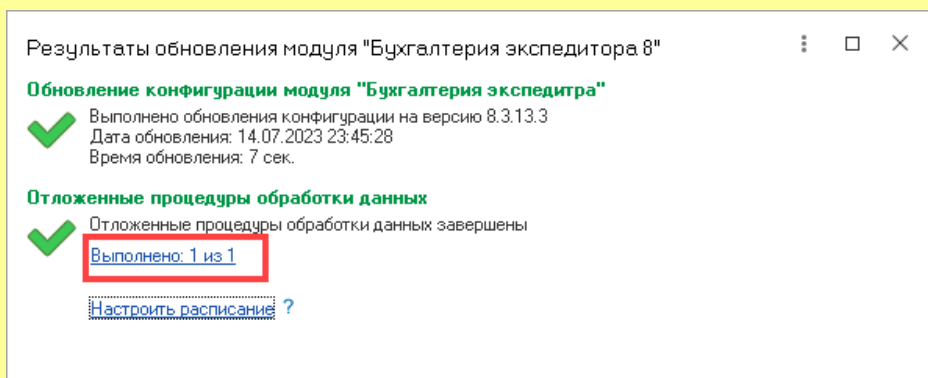 Результаты обновления модуля "Бухгалтерия экспедитора 8"
Обновление конфигурации модуля "Бухгалтерия экспедитра"
Выполнено обновления конфигурации на версию 8.3.13.3
Дата обновления: 14.07.2023 23:45:28
Время обновления: 7 сек.
Отложенные процедуры обработки данных
Отложенные процедуры обработки данных завершены
Выполнено: 1 из 1
Настроить расписание ?